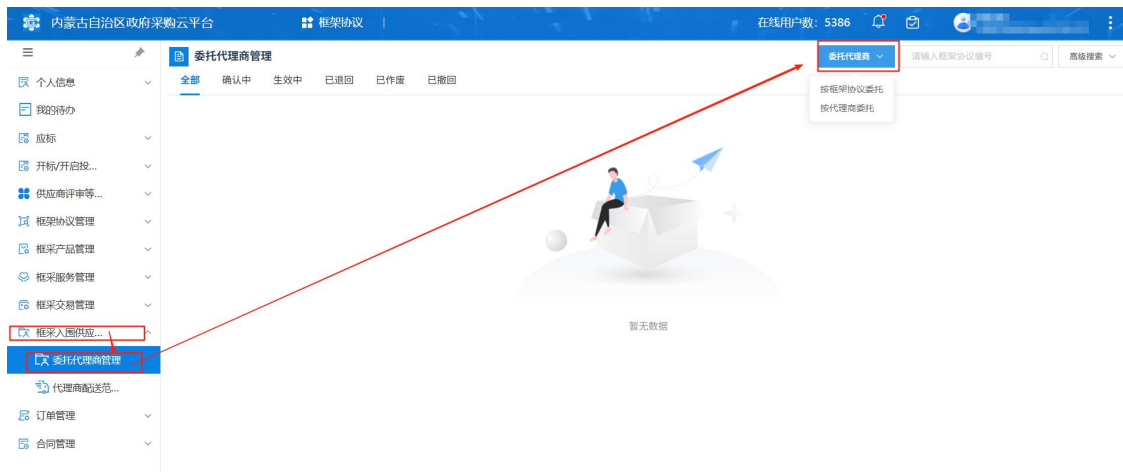 内蒙古自治区政府采购云平台 框架协议 在线用户数：5386
委托代理商管理 委托代理商 请输入框架协议编号 高级搜索
全部 确认中 生效中 已退回 已作废 已撤回
按框架协议委托
按代理商委托
个人信息
我的待办
应标
开标/开启投...
供应商评审等...
框架协议管理
框采产品管理
框采服务管理
框采交易管理
框采入围供应...
委托代理商管理
代理商配送范...
订单管理
合同管理
暂无数据